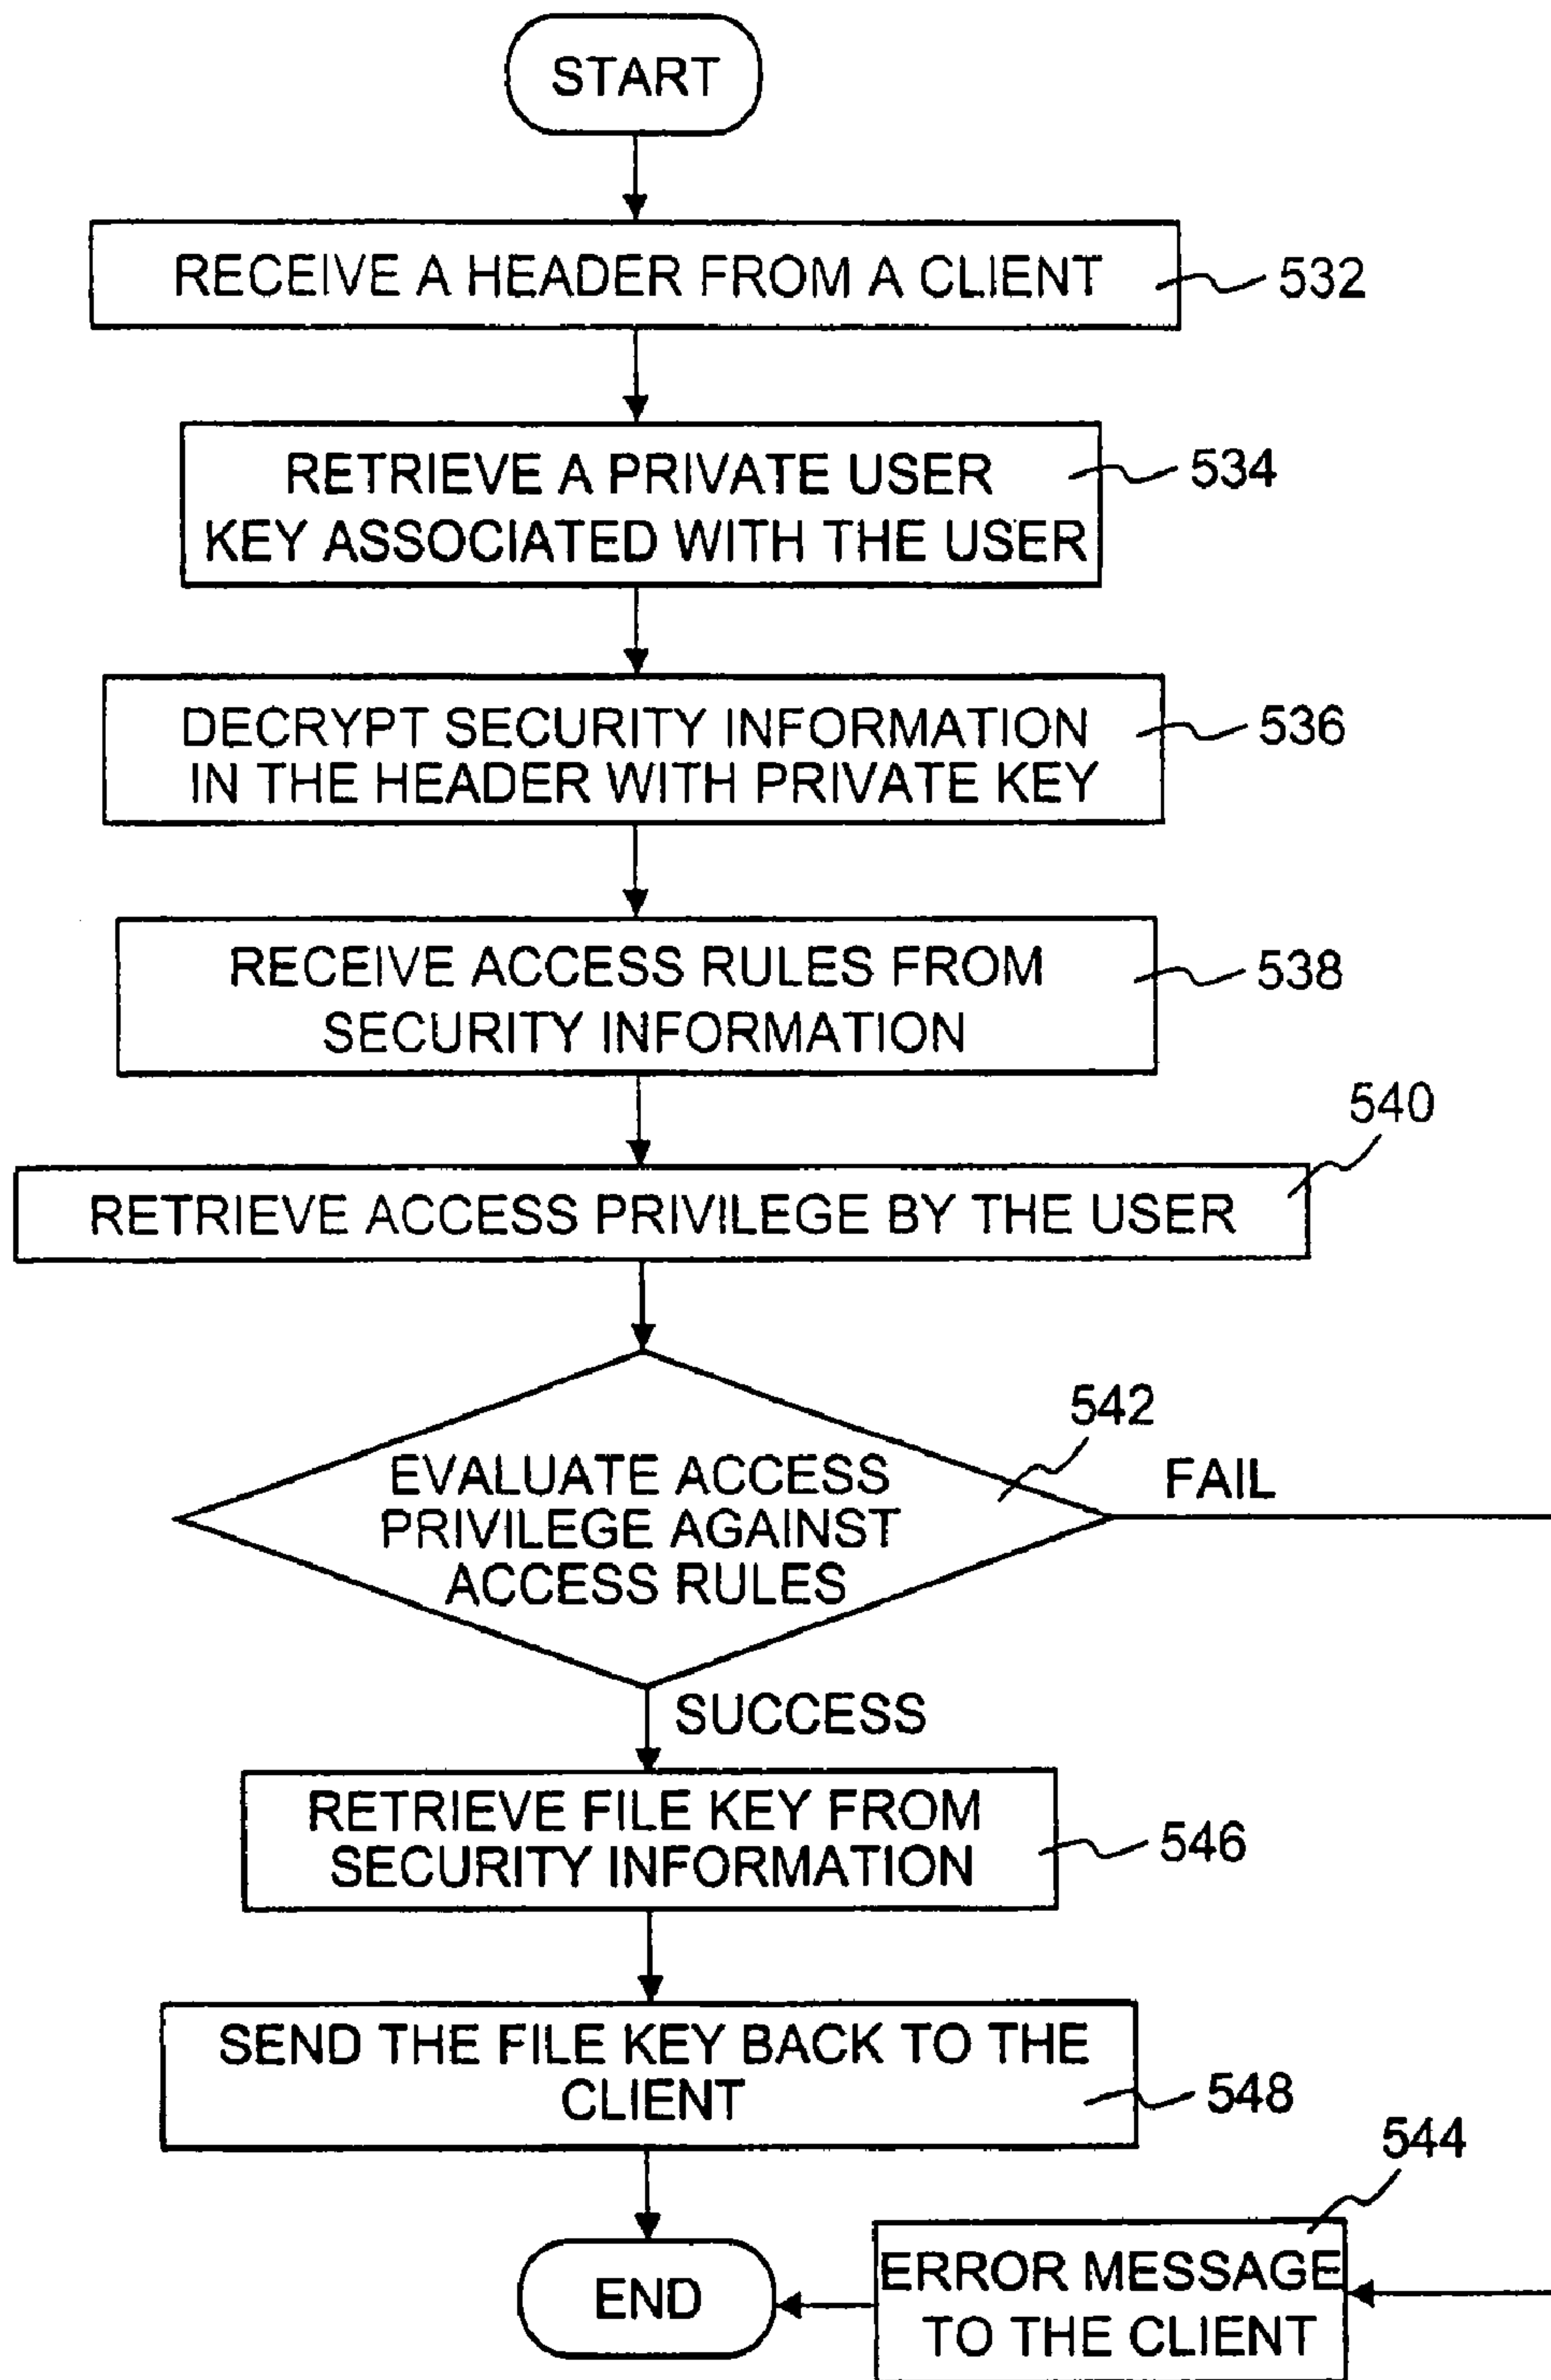 START
RECEIVE A HEADER FROM A CLIENT
532
RETRIEVE A PRIVATE USER
KEY ASSOCIATED WITH THE USER
534
DECRYPT SECURITY INFORMATION
IN THE HEADER WITH PRIVATE KEY
536
RECEIVE ACCESS RULES FROM
SECURITY INFORMATION
538
540
RETRIEVE ACCESS PRIVILEGE BY THE USER
542
EVALUATE ACCESS
PRIVILEGE AGAINST
ACCESS RULES
FAIL
SUCCESS
RETRIEVE FILE KEY FROM
SECURITY INFORMATION
546
SEND THE FILE KEY BACK TO THE
CLIENT
548
544
ERROR MESSAGE
TO THE CLIENT
END